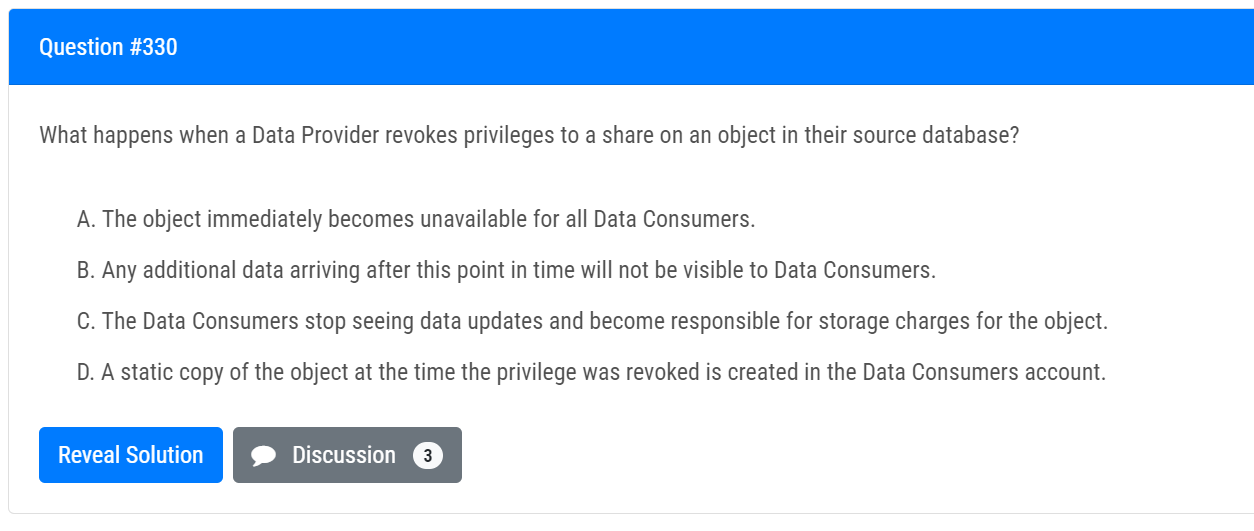 Question #330
What happens when a Data Provider revokes privileges to a share on an object in their source database?
A. The object immediately becomes unavailable for all Data Consumers.
B. Any additional data arriving after this point in time will not be visible to Data Consumers.
C. The Data Consumers stop seeing data updates and become responsible for storage charges for the object.
D. A static copy of the object at the time the privilege was revoked is created in the Data Consumers account.
Reveal Solution
Discussion 3